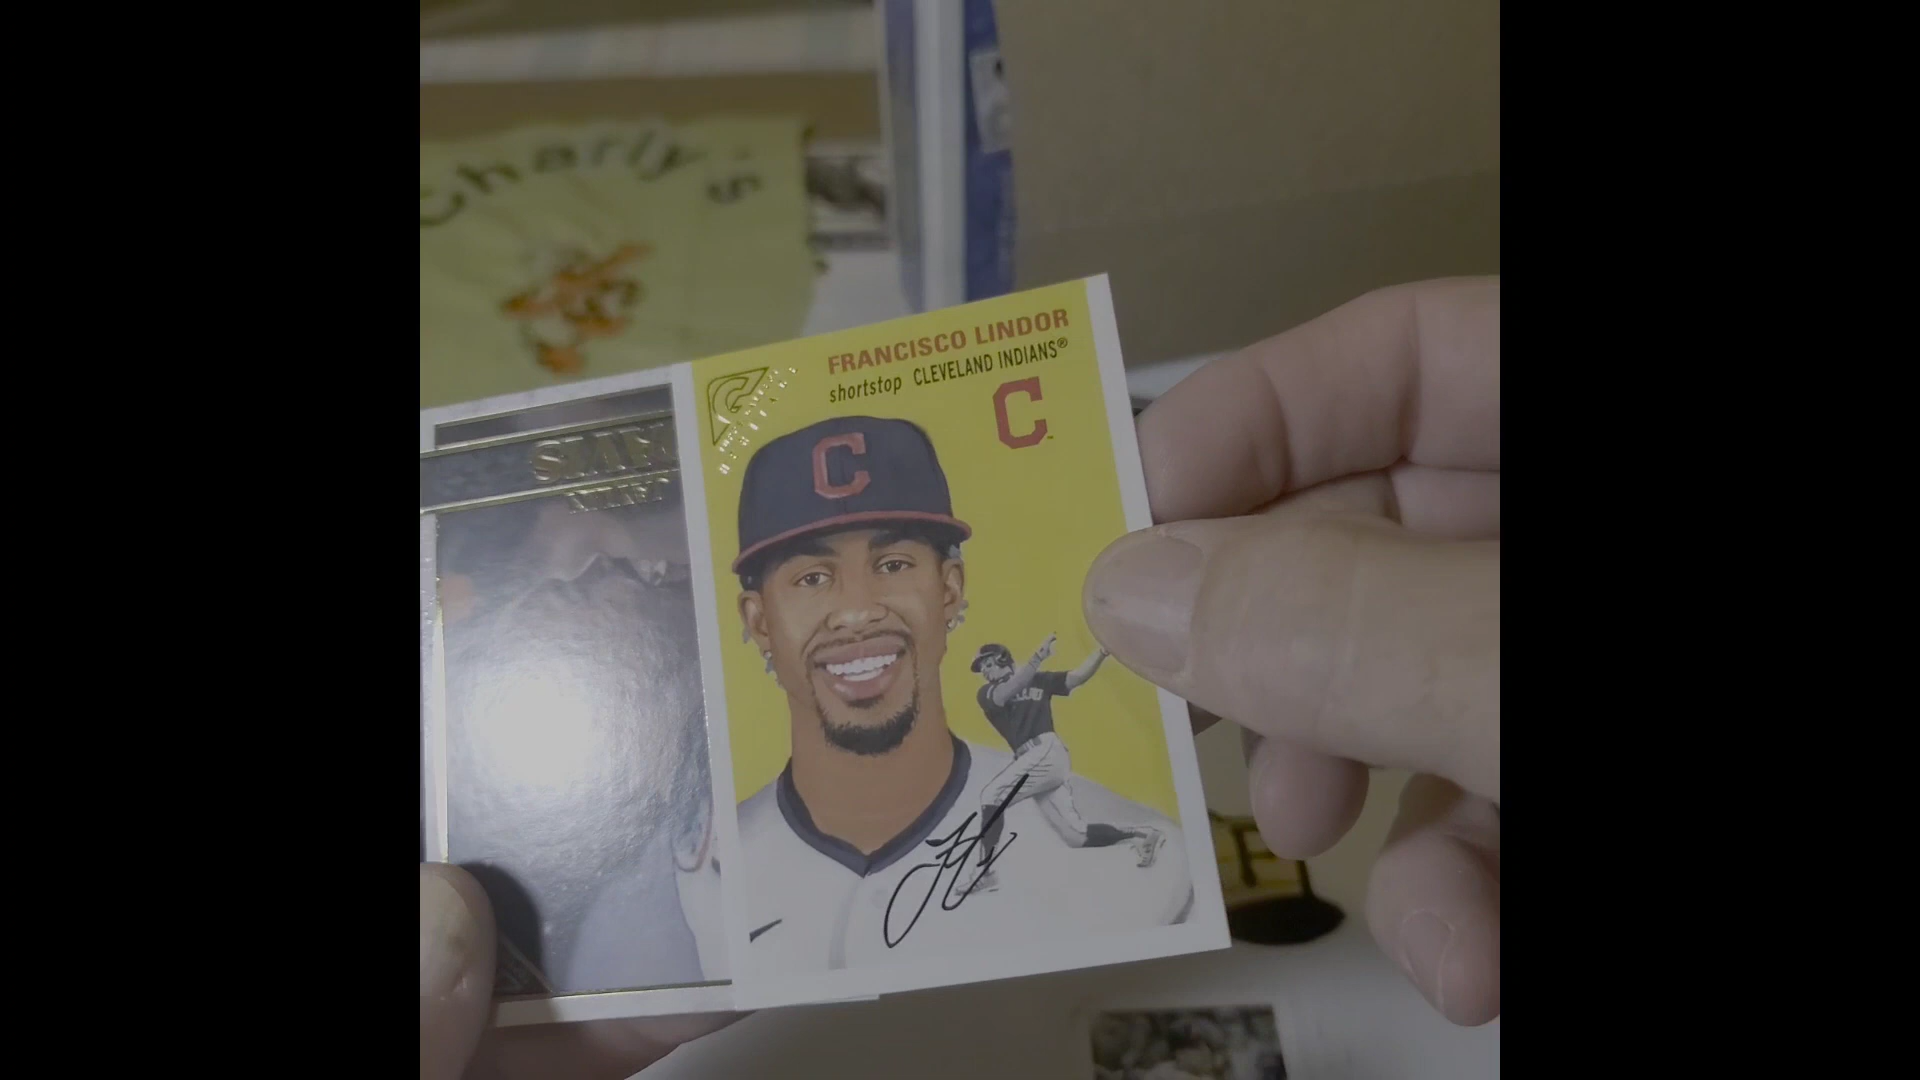 Charly's
FRANCISCO LINDOR
shortstop CLEVELAND INDIANS®
C
C